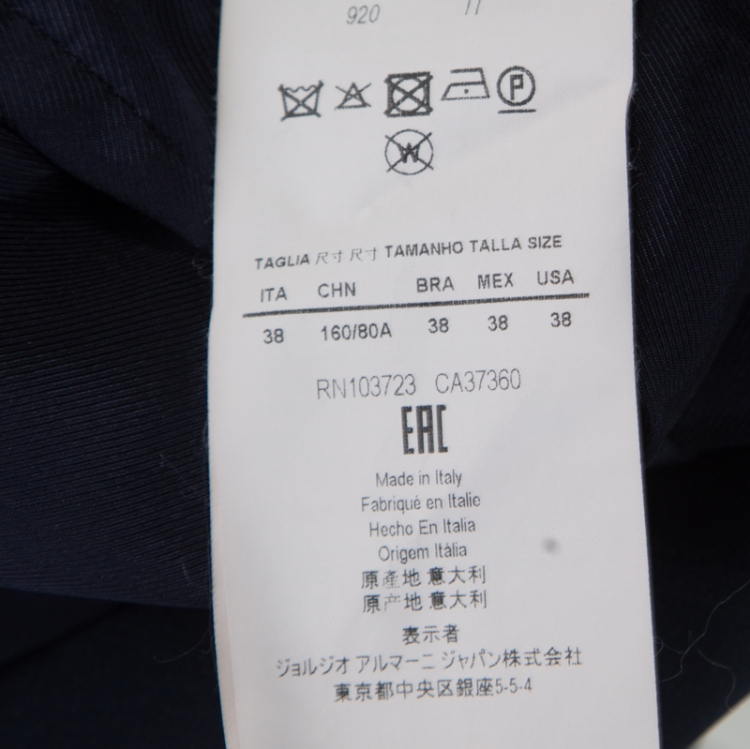 920
TAGLIA 尺寸 尺寸 TAMANHO TALLA SIZE
ITA CHN BRA MEX USA
38 160/80A 38 38 38
RN103723 CA37360
EAC
Made in Italy
Fabriqué en Italie
Hecho En Italia
Origem Itália
原產地 意大利
原产地 意大利
表示者
ジョルジオ アルマーニ ジャパン株式会社
東京都中央区銀座5-5-4